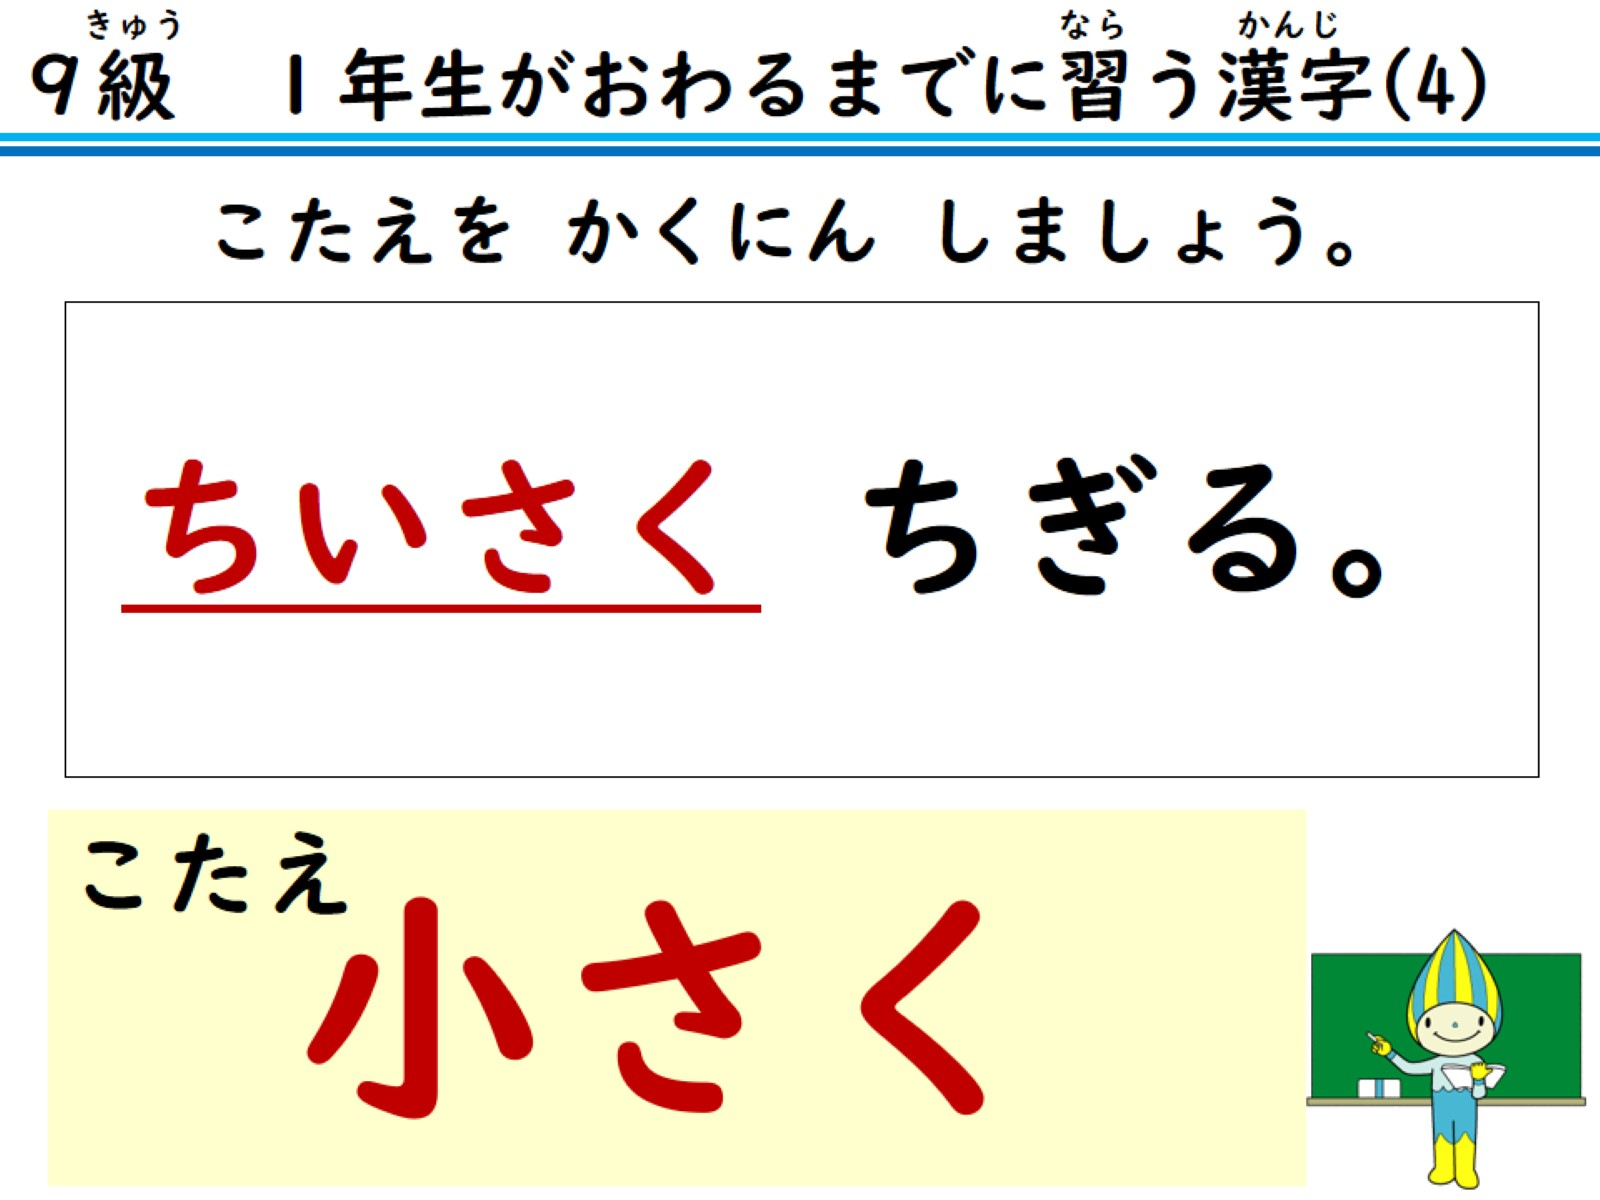 9級　1年生がおわるまでに習う漢字(4)
きゅう　なら　かんじ
こたえを かくにん しましょう。
ちいさく ちぎる。
こたえ
小さく